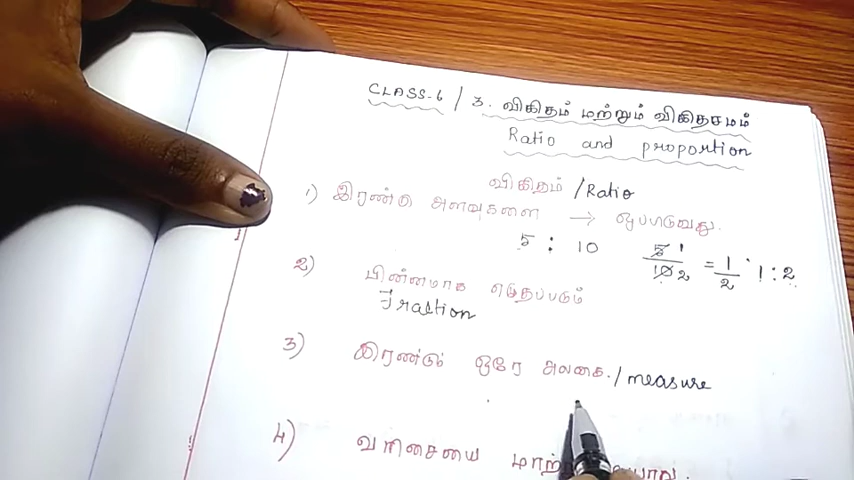 CLASS-6 / 3. விகிதம் மற்றும் விகிதசமம்
Ratio and proportion
விகிதம் / Ratio
1) இரண்டு அளவுகளை → ஒப்பிடுவது.
5 : 10 5 1 / 10 2 = 1/2 1 : 2
2) பின்னமாக எழுதப்படும்
Fraction
3) இரண்டும் ஒரே அலகை. / measure
4) வரிசையை